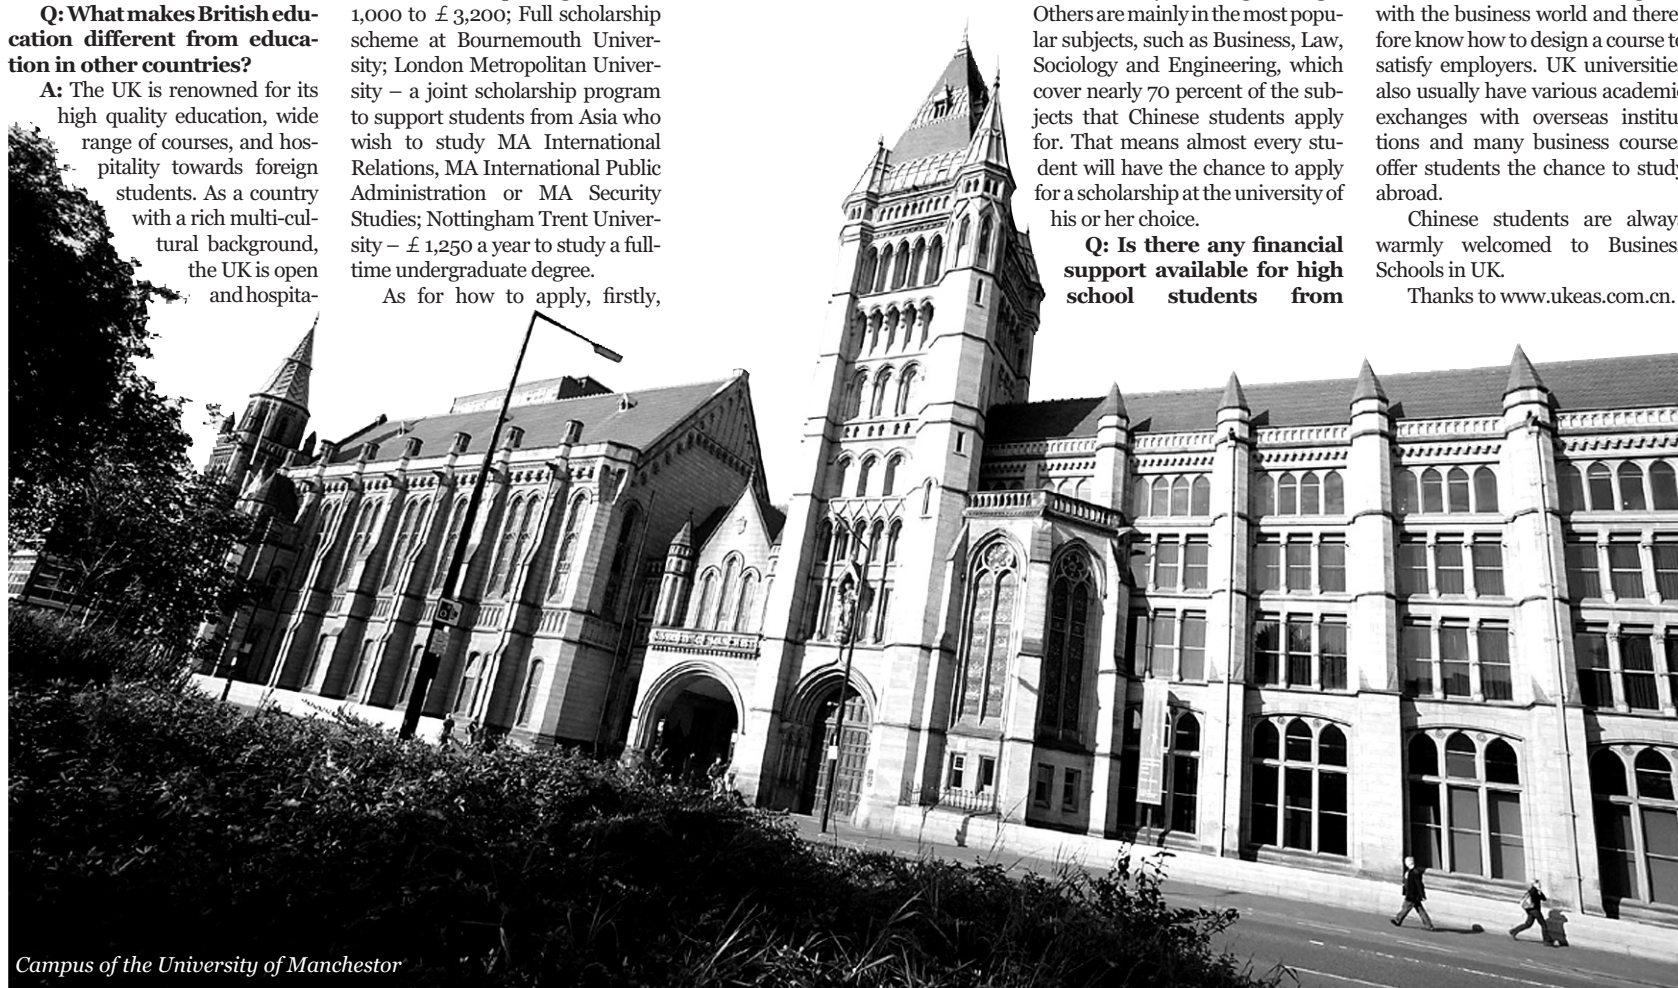 Q: What makes British edu-
cation different from educa-
tion in other countries?
A: The UK is renowned for its
high quality education, wide
range of courses, and hos-
pitality towards foreign
students. As a country
with a rich multi-cul-
tural background,
the UK is open
and hospita-
1,000 to £ 3,200; Full scholarship
scheme at Bournemouth Univer-
sity; London Metropolitan Univer-
sity – a joint scholarship program
to support students from Asia who
wish to study MA International
Relations, MA International Public
Administration or MA Security
Studies; Nottingham Trent Univer-
sity – £ 1,250 a year to study a full-
time undergraduate degree.
As for how to apply, firstly,
Others are mainly in the most popu-
lar subjects, such as Business, Law,
Sociology and Engineering, which
cover nearly 70 percent of the sub-
jects that Chinese students apply
for. That means almost every stu-
dent will have the chance to apply
for a scholarship at the university of
his or her choice.
Q: Is there any financial
support available for high
school students from
with the business world and there
fore know how to design a course to
satisfy employers. UK universitie
also usually have various academi
exchanges with overseas institu
tions and many business course
offer students the chance to study
abroad.
Chinese students are alway
warmly welcomed to Busines
Schools in UK.
Thanks to www.ukeas.com.cn.
Campus of the University of Manchestor